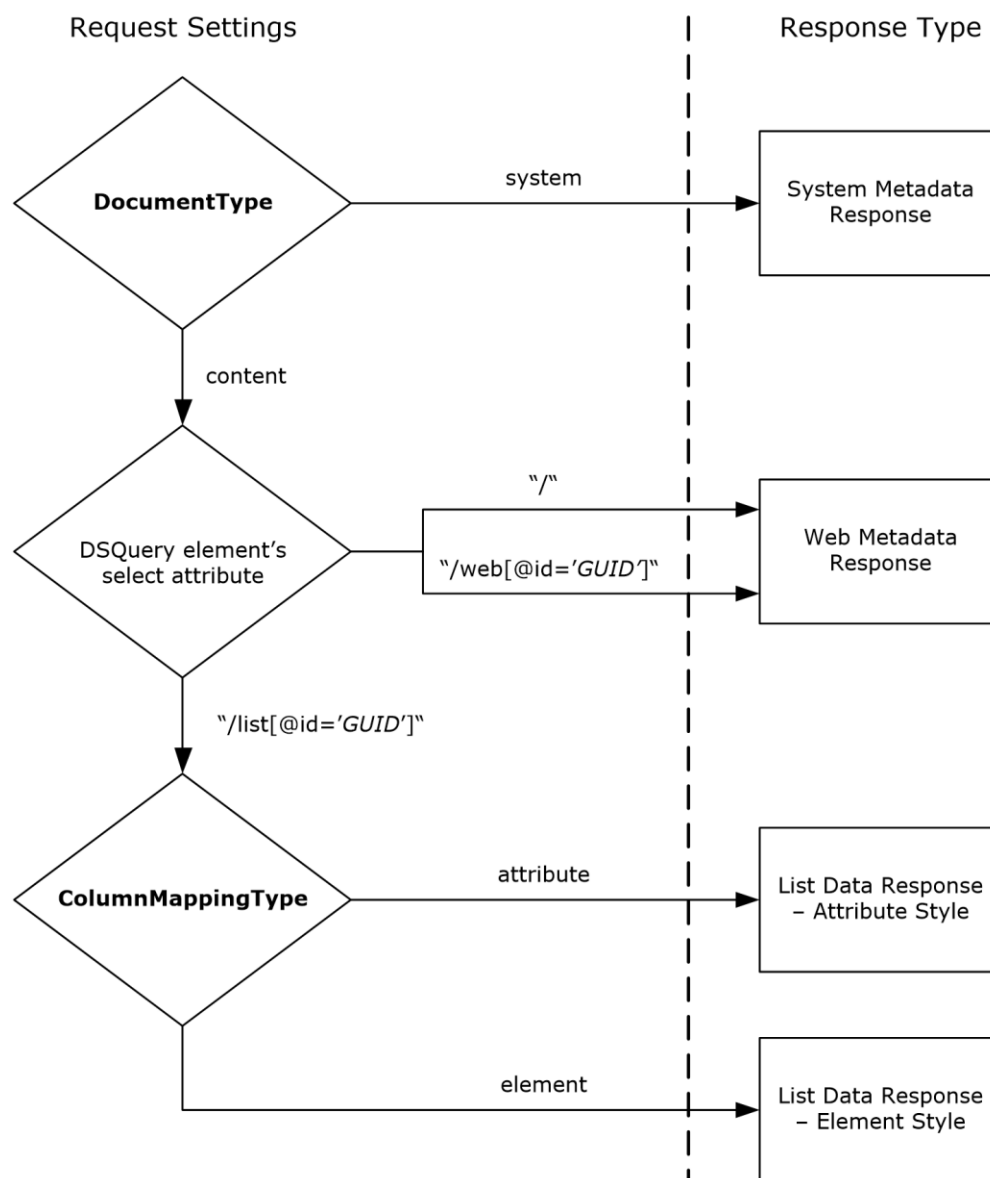 Request Settings
Response Type
DocumentType
system
System Metadata
Response
content
DSQuery element’s
select attribute
“/“
“/web[@id=’GUID’]“
Web Metadata
Response
“/list[@id=’GUID’]“
ColumnMappingType
attribute
List Data Response
– Attribute Style
element
List Data Response
– Element Style